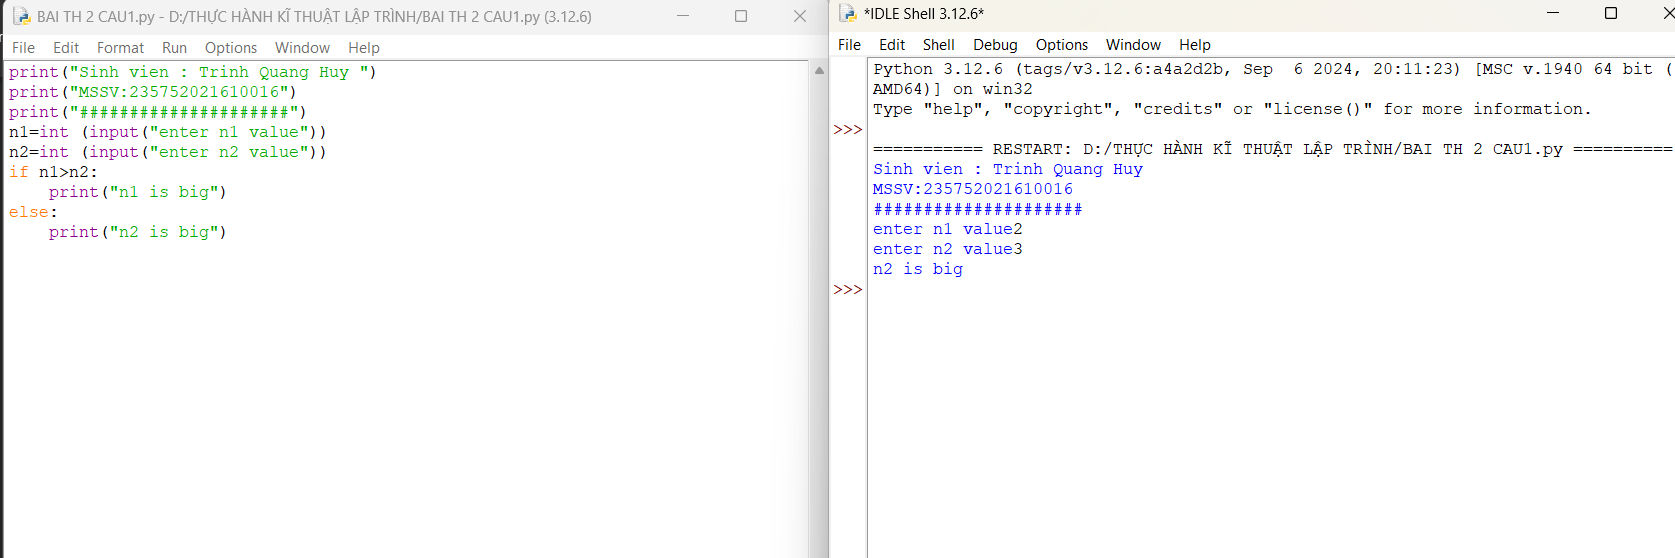 BAI TH 2 CAU1.py - D:/THỰC HÀNH KĨ THUẬT LẬP TRÌNH/BAI TH 2 CAU1.py (3.12.6)
File Edit Format Run Options Window Help
print("Sinh vien : Trinh Quang Huy ")
print("MSSV:235752021610016")
print("#####################")
n1=int (input("enter n1 value"))
n2=int (input("enter n2 value"))
if n1>n2:
    print("n1 is big")
else:
    print("n2 is big")
*IDLE Shell 3.12.6*
File Edit Shell Debug Options Window Help
Python 3.12.6 (tags/v3.12.6:a4a2d2b, Sep  6 2024, 20:11:23) [MSC v.1940 64 bit (
AMD64)] on win32
Type "help", "copyright", "credits" or "license()" for more information.
>>>
=========== RESTART: D:/THỰC HÀNH KĨ THUẬT LẬP TRÌNH/BAI TH 2 CAU1.py ==========
Sinh vien : Trinh Quang Huy
MSSV:235752021610016
#####################
enter n1 value2
enter n2 value3
n2 is big
>>>